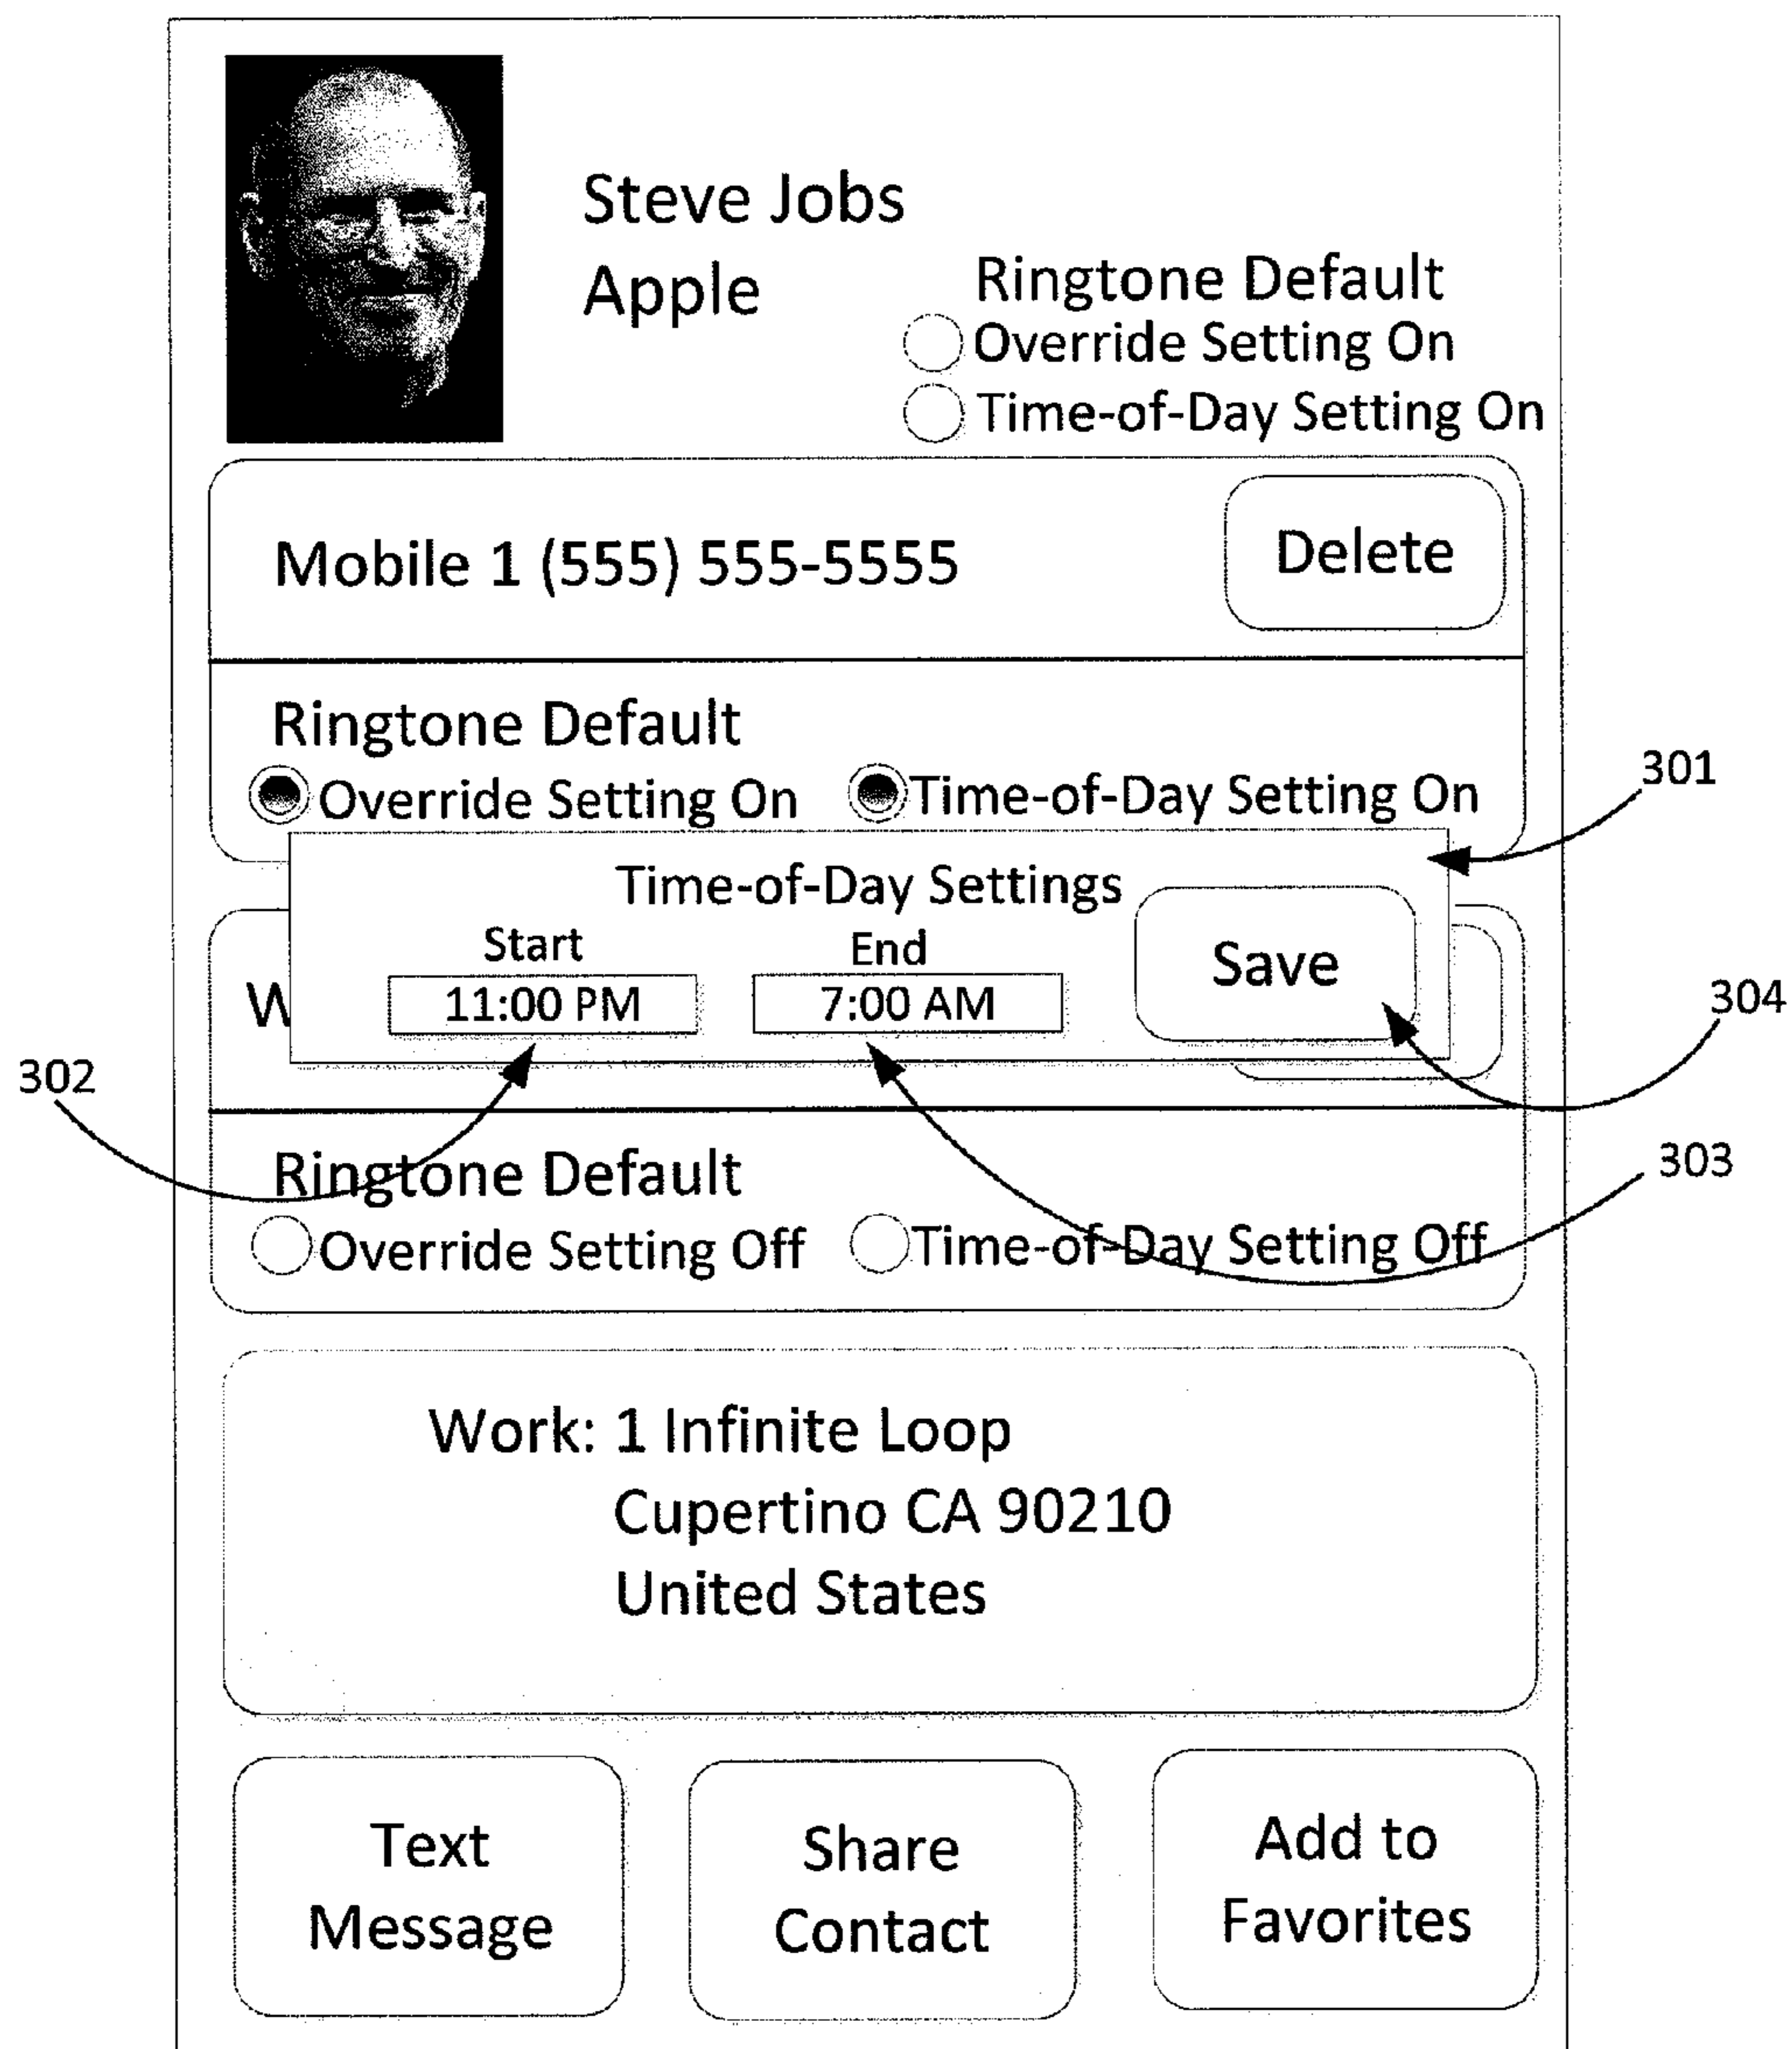 Steve Jobs
Apple
Ringtone Default
Override Setting On
Time-of-Day Setting On
Mobile 1 (555) 555-5555
Delete
Ringtone Default
Override Setting On
Time-of-Day Setting On
301
Time-of-Day Settings
Start
End
Save
W
11:00 PM
7:00 AM
304
302
303
Ringtone Default
Override Setting Off
Time-of-Day Setting Off
Work: 1 Infinite Loop
Cupertino CA 90210
United States
Text
Message
Share
Contact
Add to
Favorites